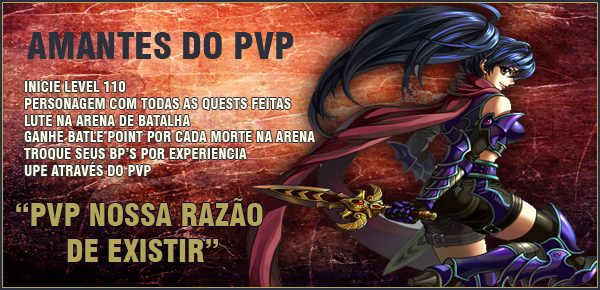 AMANTES DO PVP
INICIE LEVEL 110
PERSONAGEM COM TODAS AS QUESTS FEITAS
LUTE NA ARENA DE BATALHA
GANHE BATLE POINT POR CADA MORTE NA ARENA
TROQUE SEUS BP'S POR EXPERIENCIA
UPE ATRAVÉS DO PVP
“PVP NOSSA RAZÃO
DE EXISTIR”